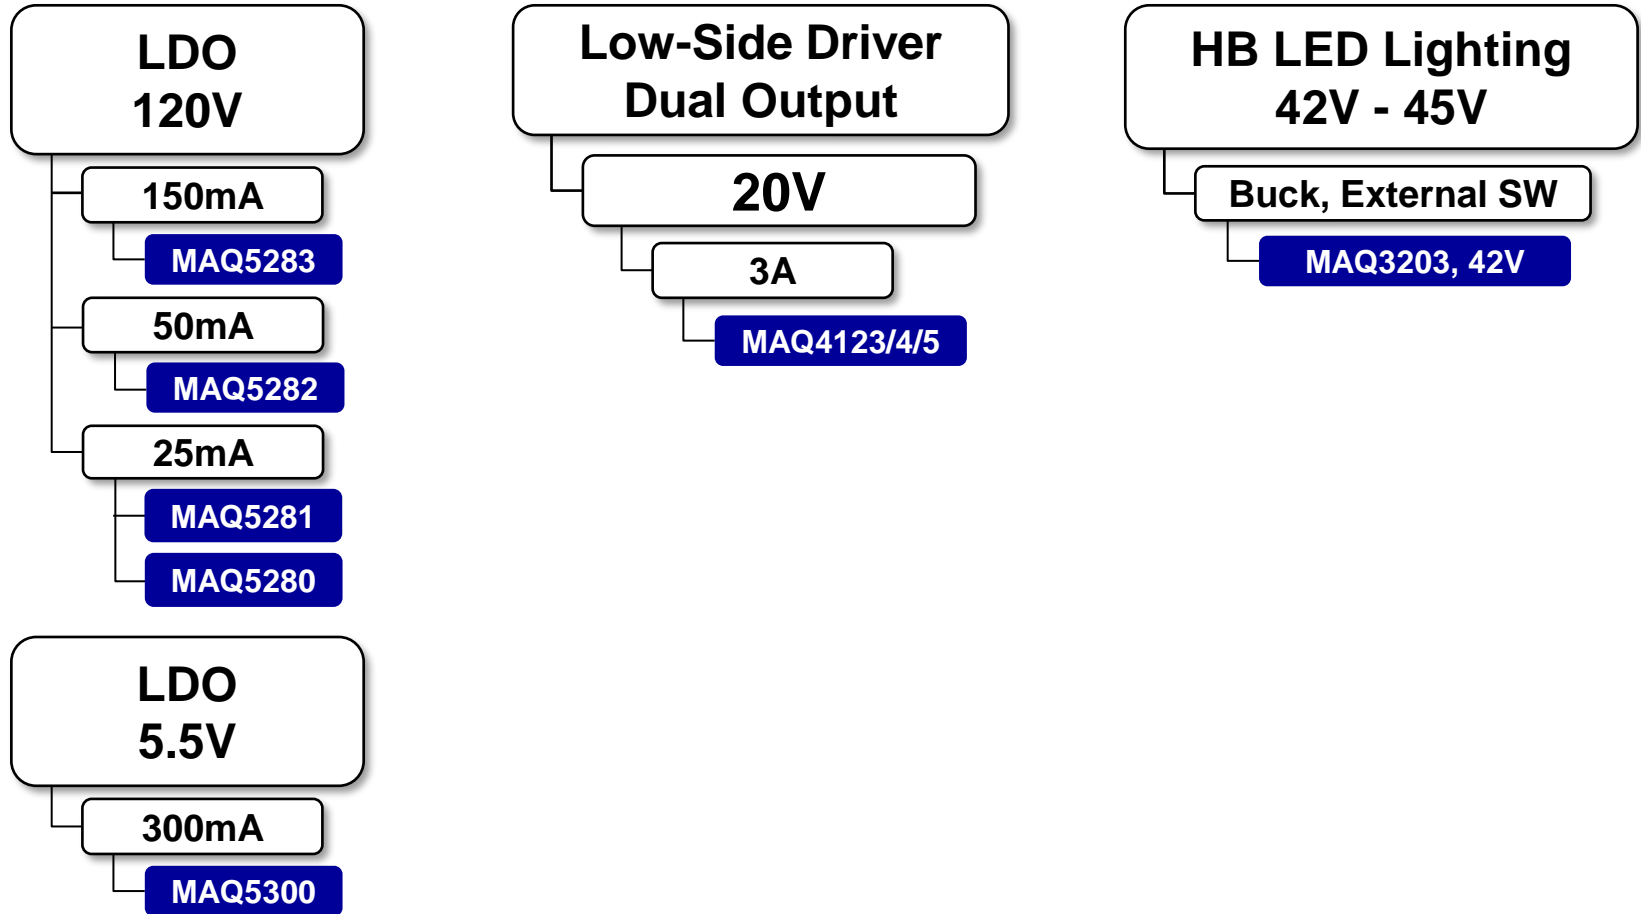 LDO
120V
150mA
MAQ5283
50mA
MAQ5282
25mA
MAQ5281
MAQ5280
LDO
5.5V
300mA
MAQ5300
Low-Side Driver
Dual Output
20V
3A
MAQ4123/4/5
HB LED Lighting
42V - 45V
Buck, External SW
MAQ3203, 42V